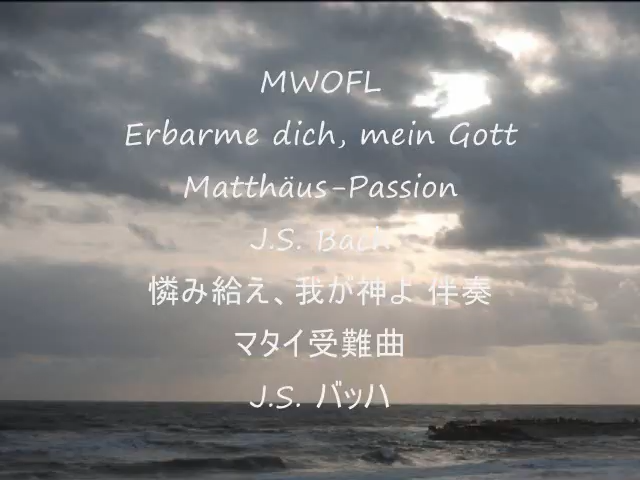 MWOFL
Erbarme dich, mein Gott
Matthäus-Passion
J.S. Bach
憐み給え、我が神よ 伴奏
マタイ受難曲
J.S. バッハ